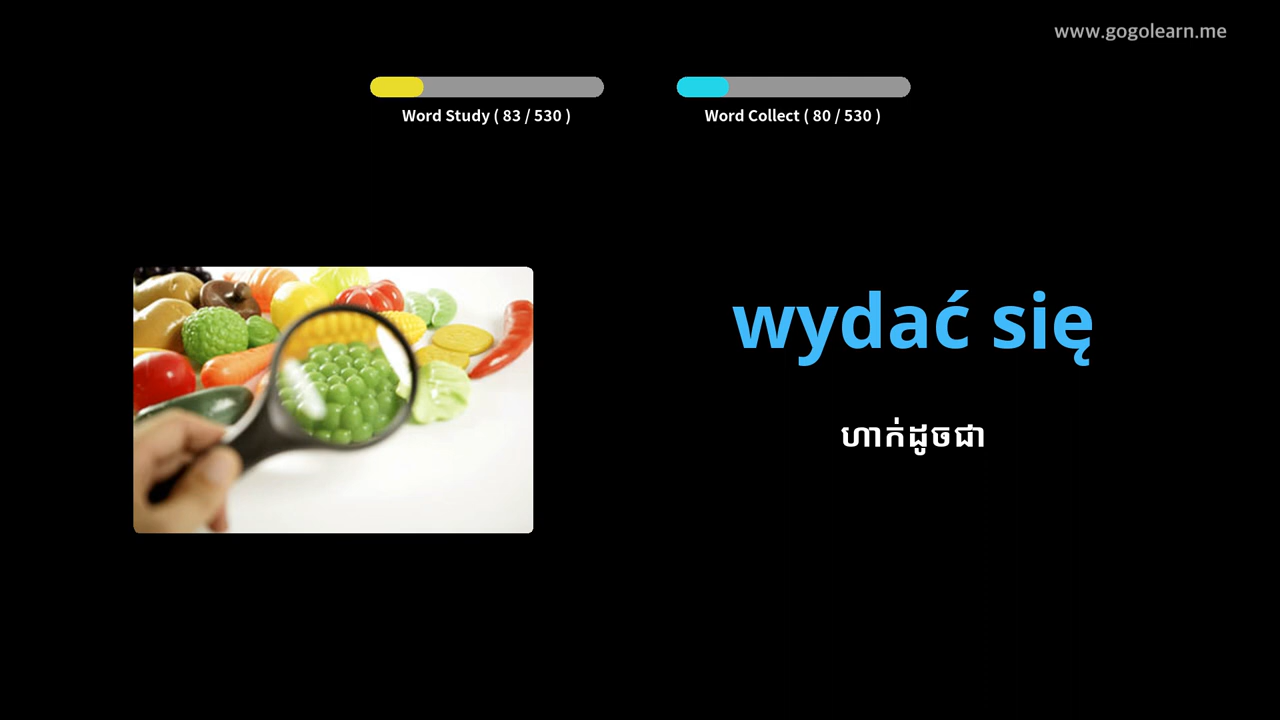 www.gogolearn.me
Word Study ( 83 / 530 )
Word Collect ( 80 / 530 )
wydać się
ហាក់ដូចជា